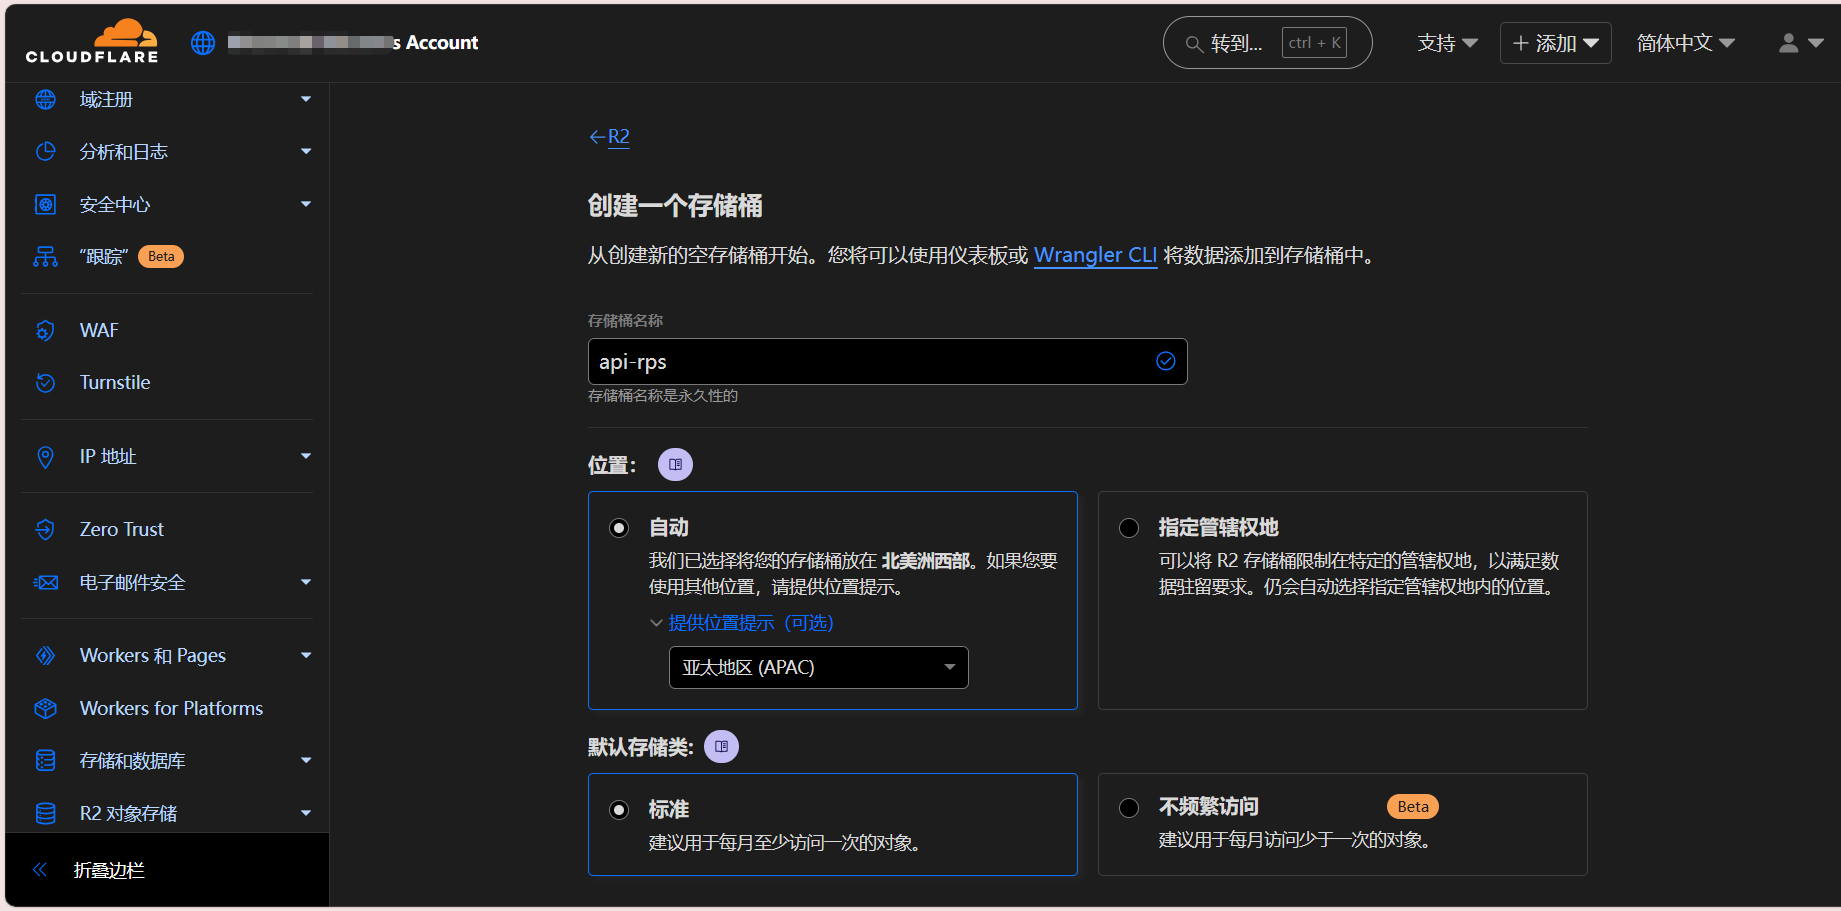 CLOUDFLARE
s Account
转到...
ctrl + K
支持
添加
简体中文
域注册
分析和日志
安全中心
“跟踪”
Beta
WAF
Turnstile
IP 地址
Zero Trust
电子邮件安全
Workers 和 Pages
Workers for Platforms
存储和数据库
R2 对象存储
折叠边栏
R2
创建一个存储桶
从创建新的空存储桶开始。您将可以使用仪表板或 Wrangler CLI 将数据添加到存储桶中。
存储桶名称
api-rps
存储桶名称是永久性的
位置：
自动
我们已选择将您的存储桶放在 北美洲西部。如果您要
使用其他位置，请提供位置提示。
提供位置提示（可选）
亚太地区 (APAC)
指定管辖权地
可以将 R2 存储桶限制在特定的管辖权地，以满足数
据驻留要求。仍会自动选择指定管辖权地内的位置。
默认存储类:
标准
建议用于每月至少访问一次的对象。
不频繁访问
Beta
建议用于每月访问少于一次的对象。